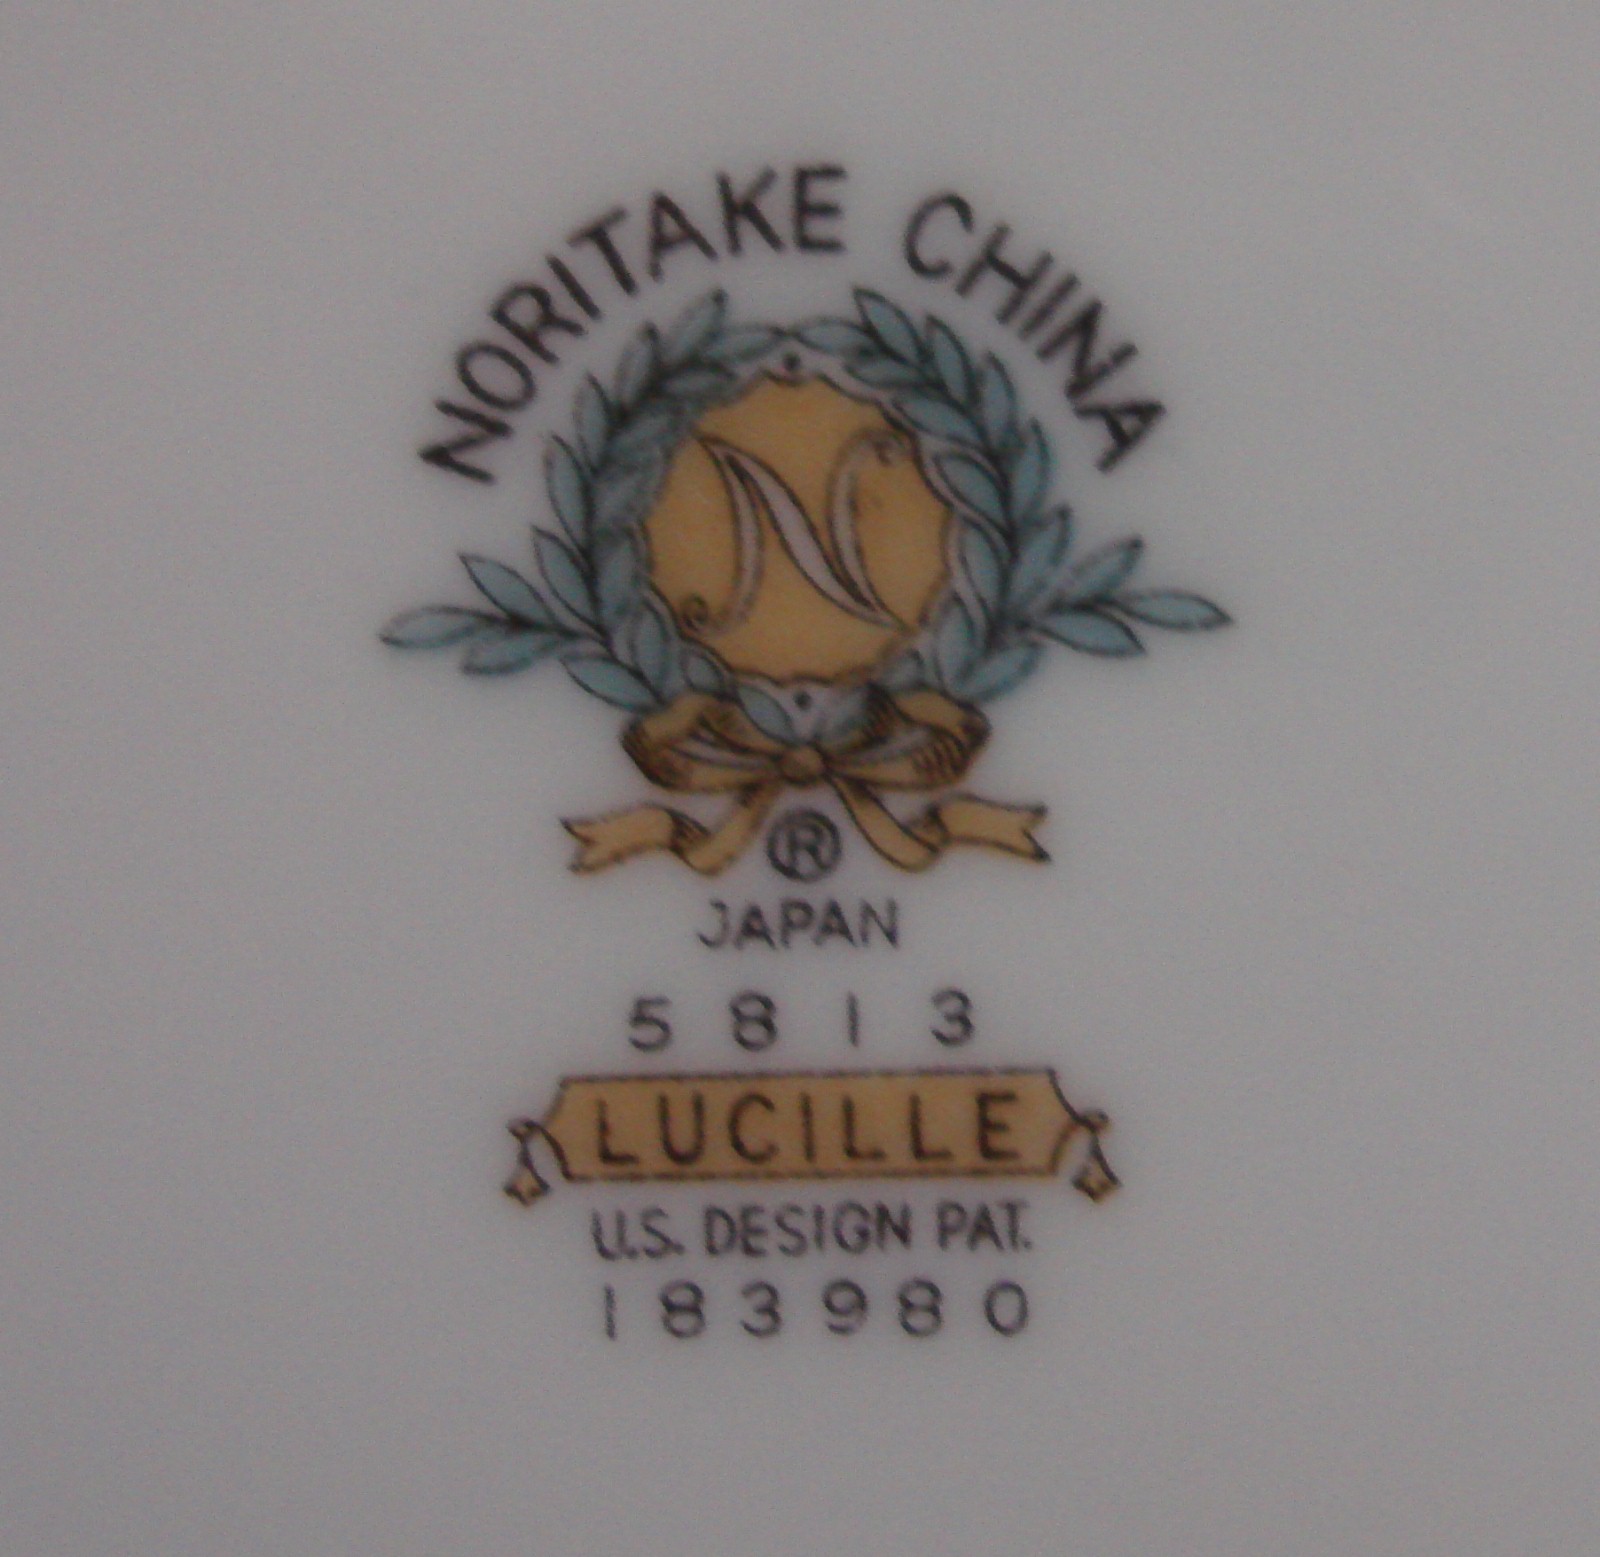 NORITAKE CHINA
N
®
JAPAN
5813
LUCILLE
U.S. DESIGN PAT.
183980